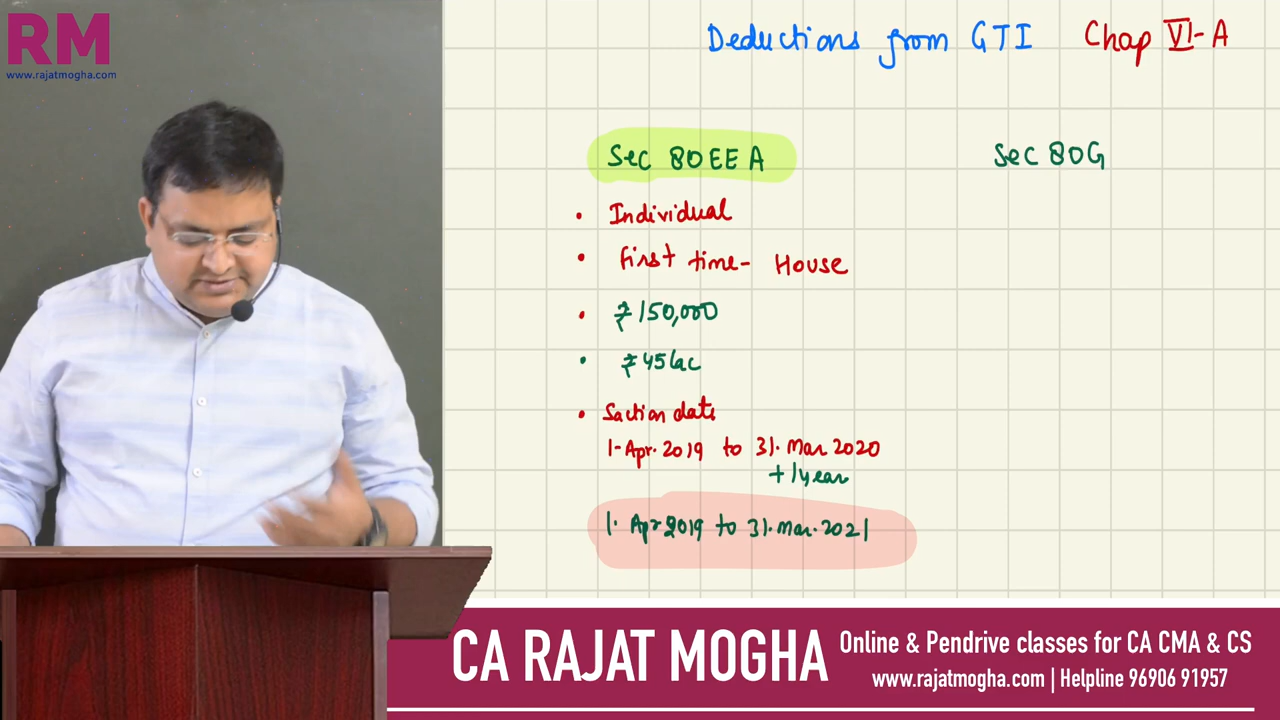 RM
www.rajatmogha.com
Deductions from GTI Chap VI-A
Sec 80EEA
Sec 80G
• Individual
• First time- House
• ₹150,000
• ₹45lac
• Saction date
1-Apr.2019 to 31.Mar 2020
+1year
1. Apr 2019 to 31.Mar.2021
CA RAJAT MOGHA
Online & Pendrive classes for CA CMA & CS
www.rajatmogha.com | Helpline 96906 91957